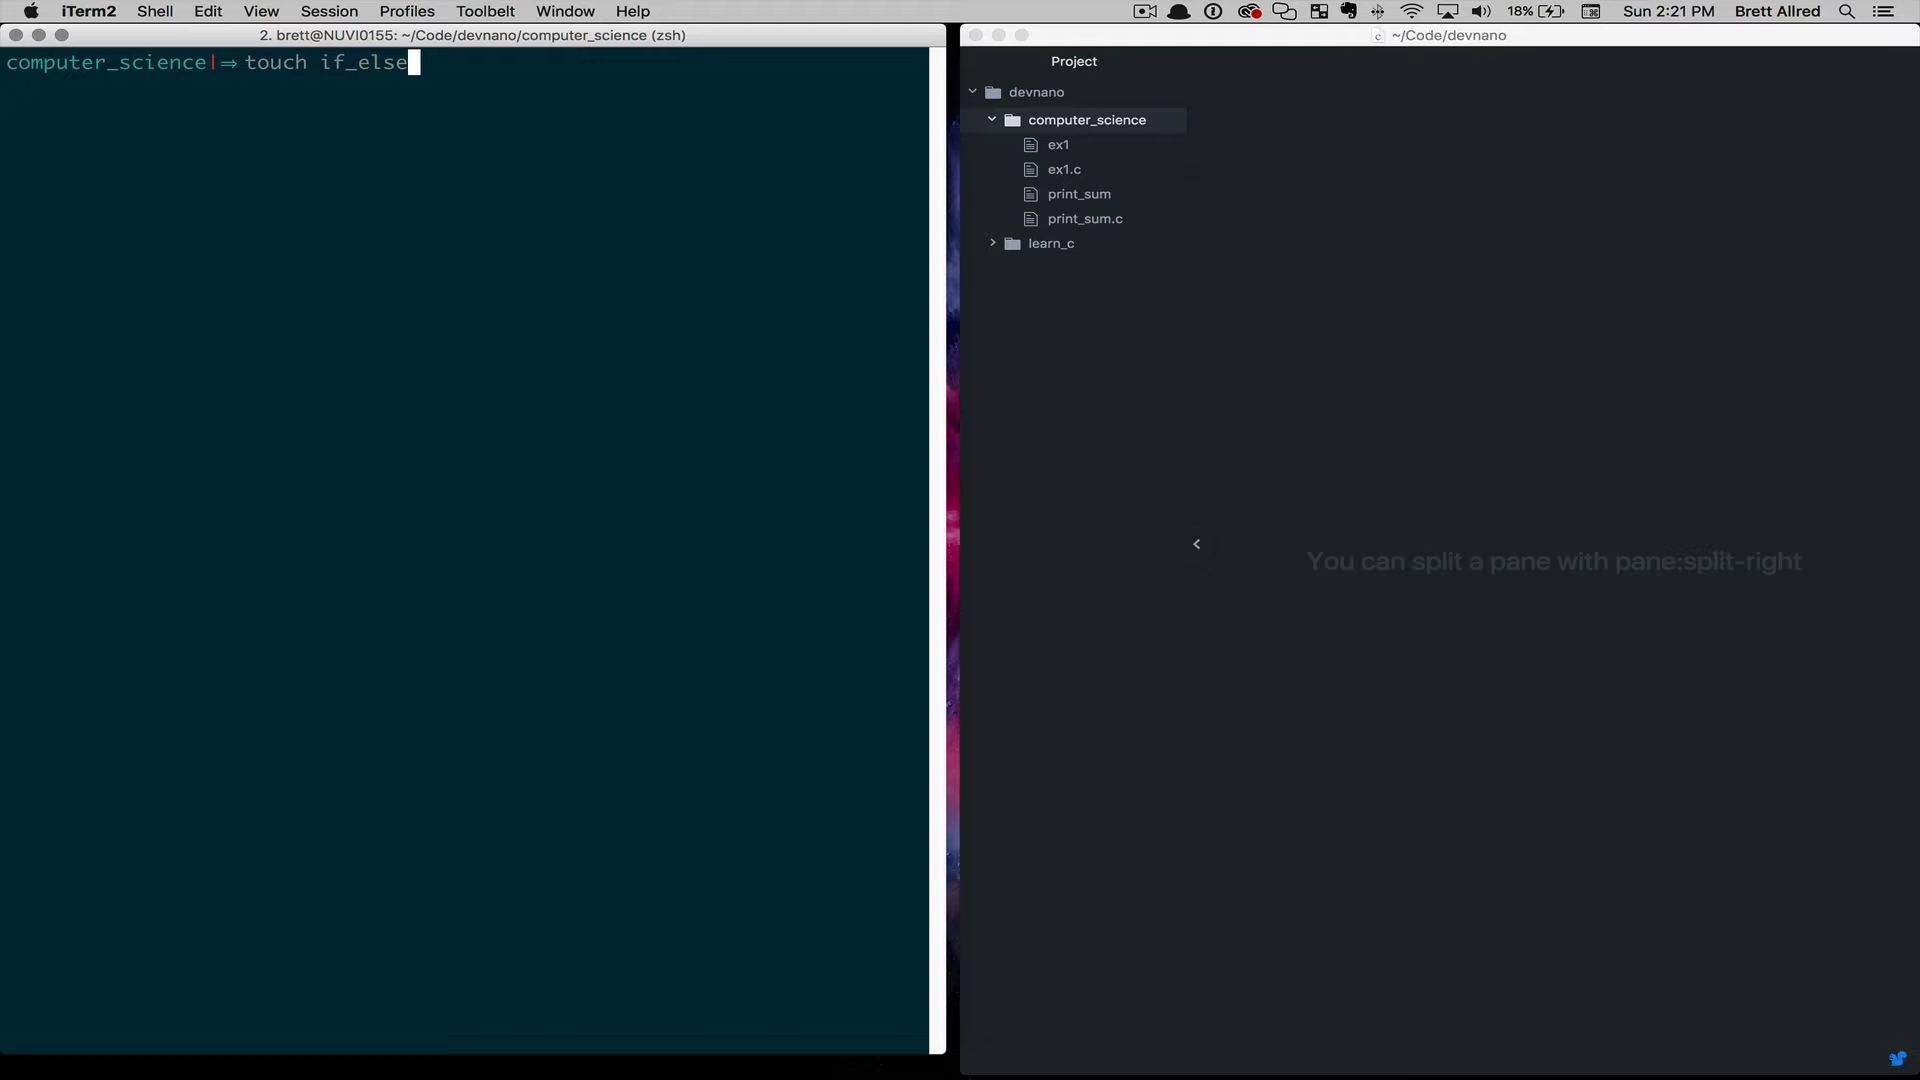 iTerm2 Shell Edit View Session Profiles Toolbelt Window Help 18% Sun 2:21 PM Brett Allred
2. brett@NUVI0155: ~/Code/devnano/computer_science (zsh)
computer_science|⇒ touch if_else
~/Code/devnano
Project
devnano
computer_science
ex1
ex1.c
print_sum
print_sum.c
learn_c
You can split a pane with pane:split-right